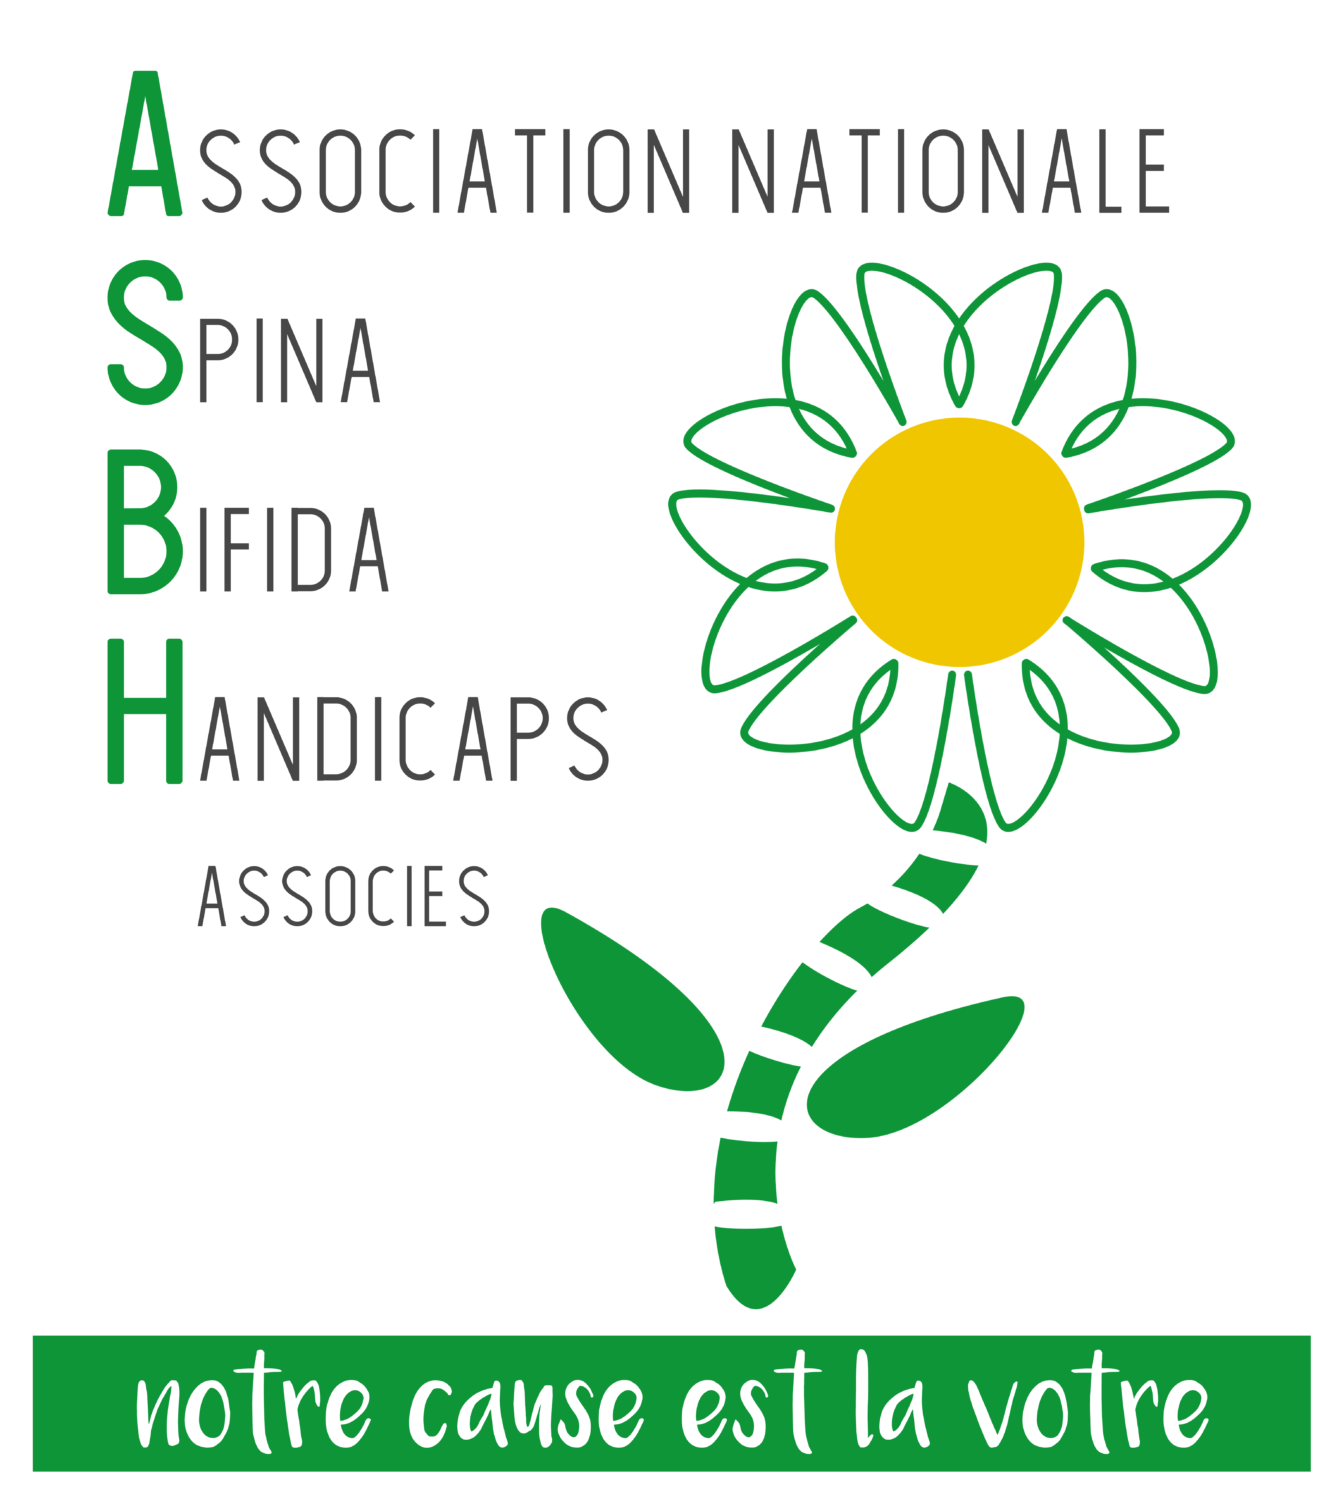 ASSOCIATION NATIONALE
SPINA
BIFIDA
HANDICAPS
ASSOCIES
notre cause est la votre